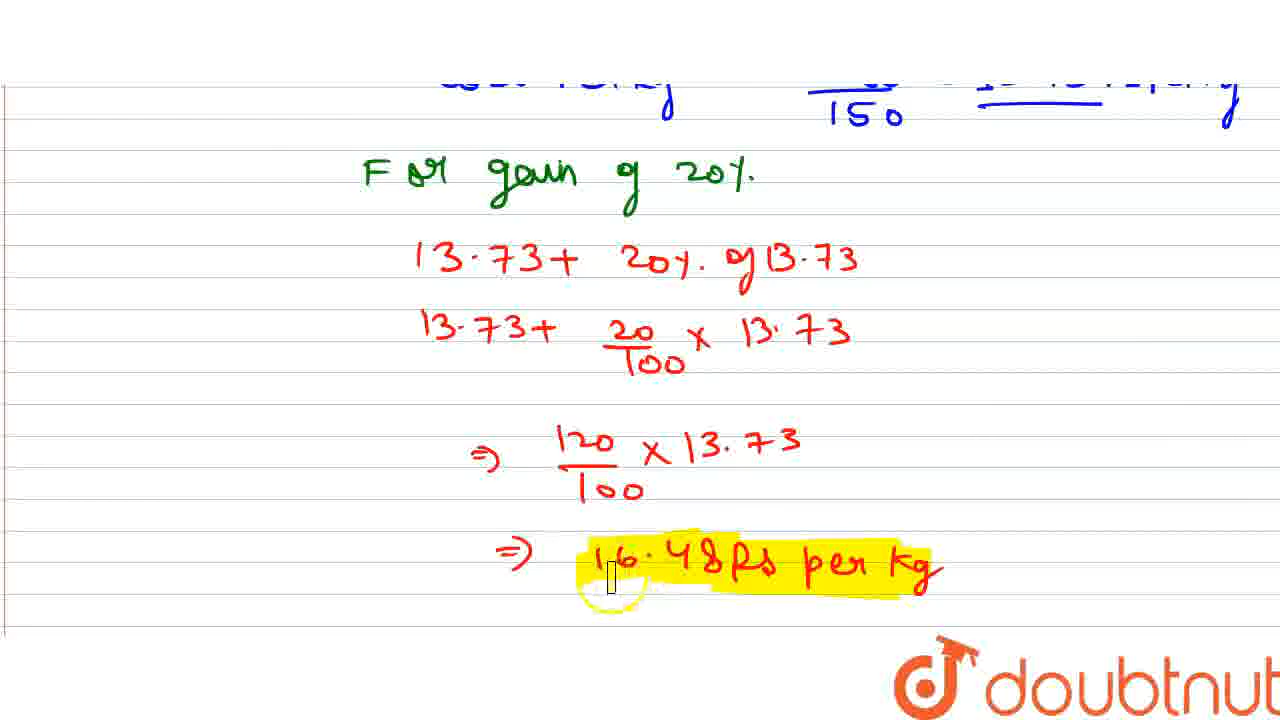 150
For gain of 20%.
13.73+ 20%. of 13.73
13.73+ 20/100 × 13.73
⇒ 120/100 × 13.73
⇒ 16.48 Rs per kg
doubtnut